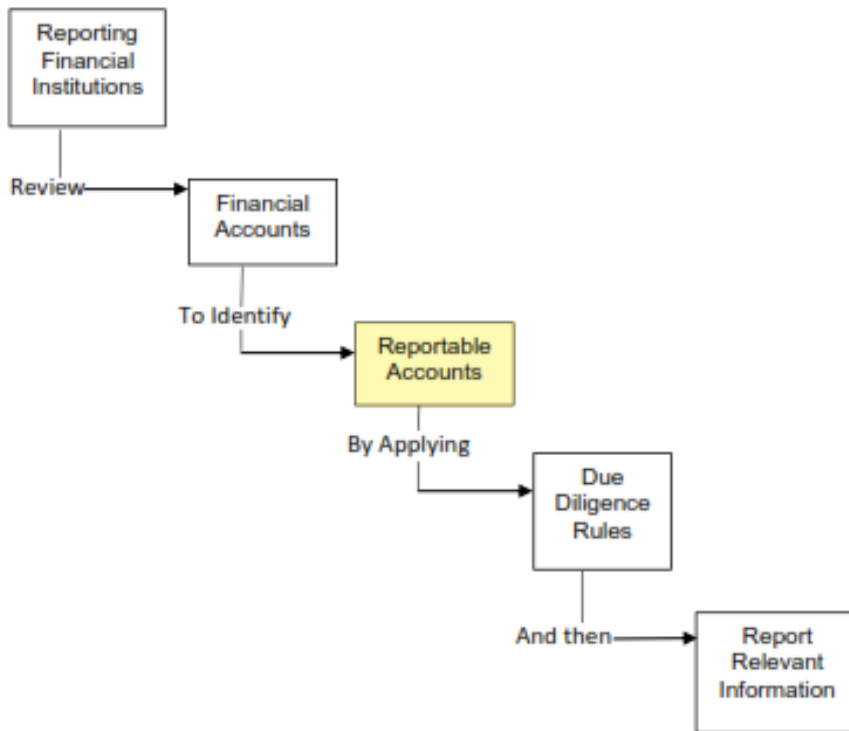 Reporting
Financial
Institutions
Review
Financial
Accounts
To Identify
Reportable
Accounts
By Applying
Due
Diligence
Rules
And then
Report
Relevant
Information